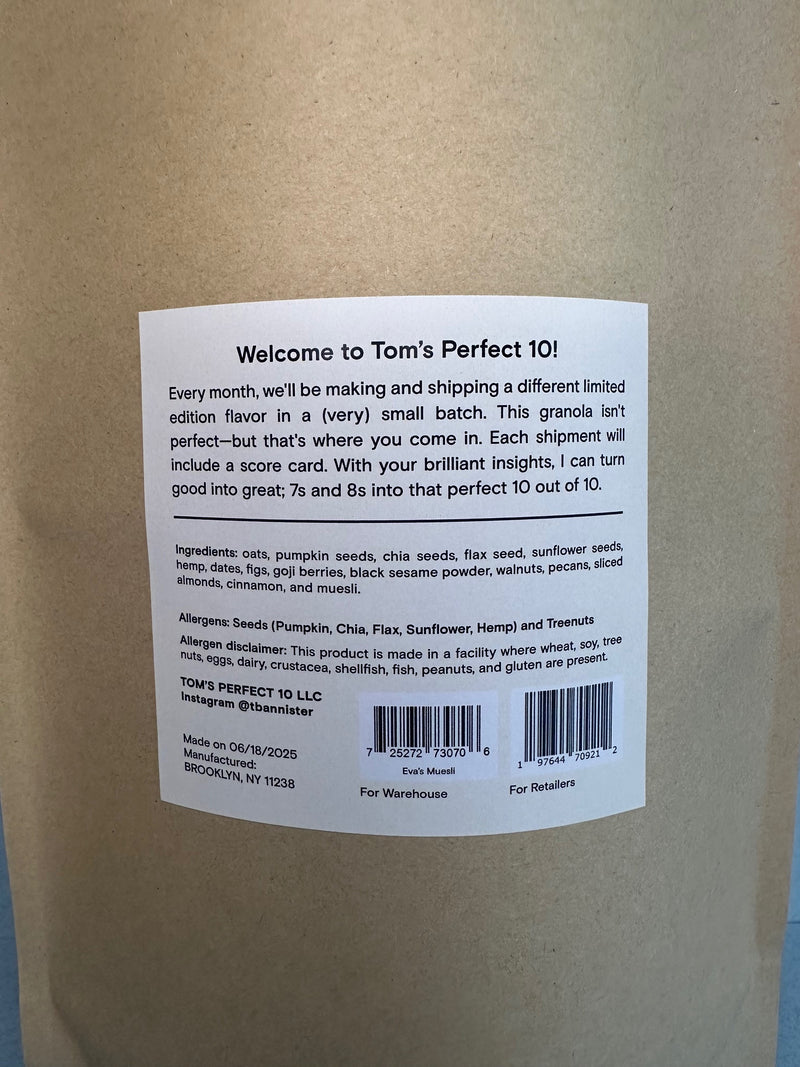 Welcome to Tom's Perfect 10!
Every month, we'll be making and shipping a different limited
edition flavor in a (very) small batch. This granola isn't
perfect—but that's where you come in. Each shipment will
include a score card. With your brilliant insights, I can turn
good into great; 7s and 8s into that perfect 10 out of 10.
Ingredients: oats, pumpkin seeds, chia seeds, flax seed, sunflower seeds,
hemp, dates, figs, goji berries, black sesame powder, walnuts, pecans, sliced
almonds, cinnamon, and muesli.
Allergens: Seeds (Pumpkin, Chia, Flax, Sunflower, Hemp) and Treenuts
Allergen disclaimer: This product is made in a facility where wheat, soy, tree
nuts, eggs, dairy, crustacea, shellfish, fish, peanuts, and gluten are present.
TOM'S PERFECT 10 LLC
Instagram @tbannister
Made on 06/18/2025
Manufactured:
BROOKLYN, NY 11238
7 25272 73070 6
Eva's Muesli
For Warehouse
1 97644 70921 2
For Retailers